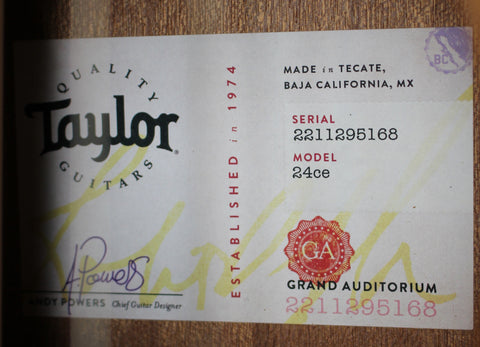 QUALITY
Taylor
GUITARS
A Powers
ANDY POWERS Chief Guitar Designer
ESTABLISHED in 1974
MADE in TECATE,
BAJA CALIFORNIA, MX
BC
SERIAL
2211295168
MODEL
24ce
GA
GRAND AUDITORIUM
2211295168